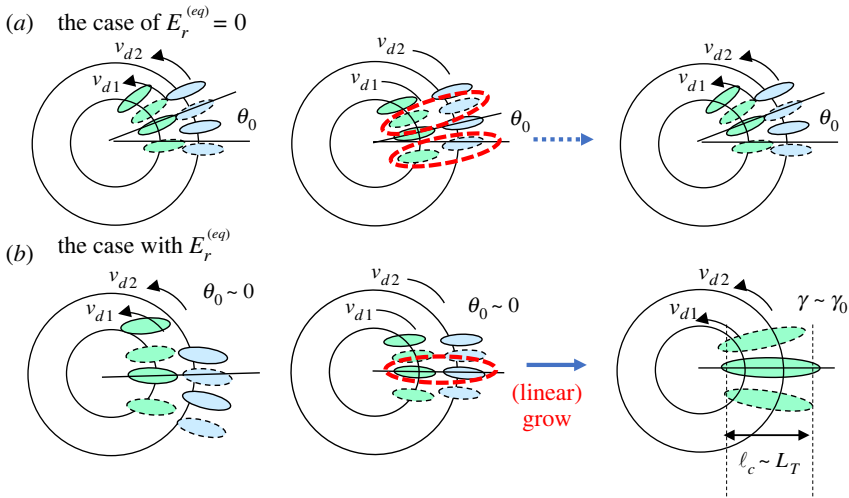 (a) the case of E_r^(eq) = 0
v_d2
v_d1
θ_0
v_d2
v_d1
θ_0
v_d2
v_d1
θ_0
(b) the case with E_r^(eq)
v_d2
v_d1
θ_0 ~ 0
v_d2
v_d1
θ_0 ~ 0
(linear)
grow
v_d2
v_d1
γ ~ γ_0
ℓ_c ~ L_T